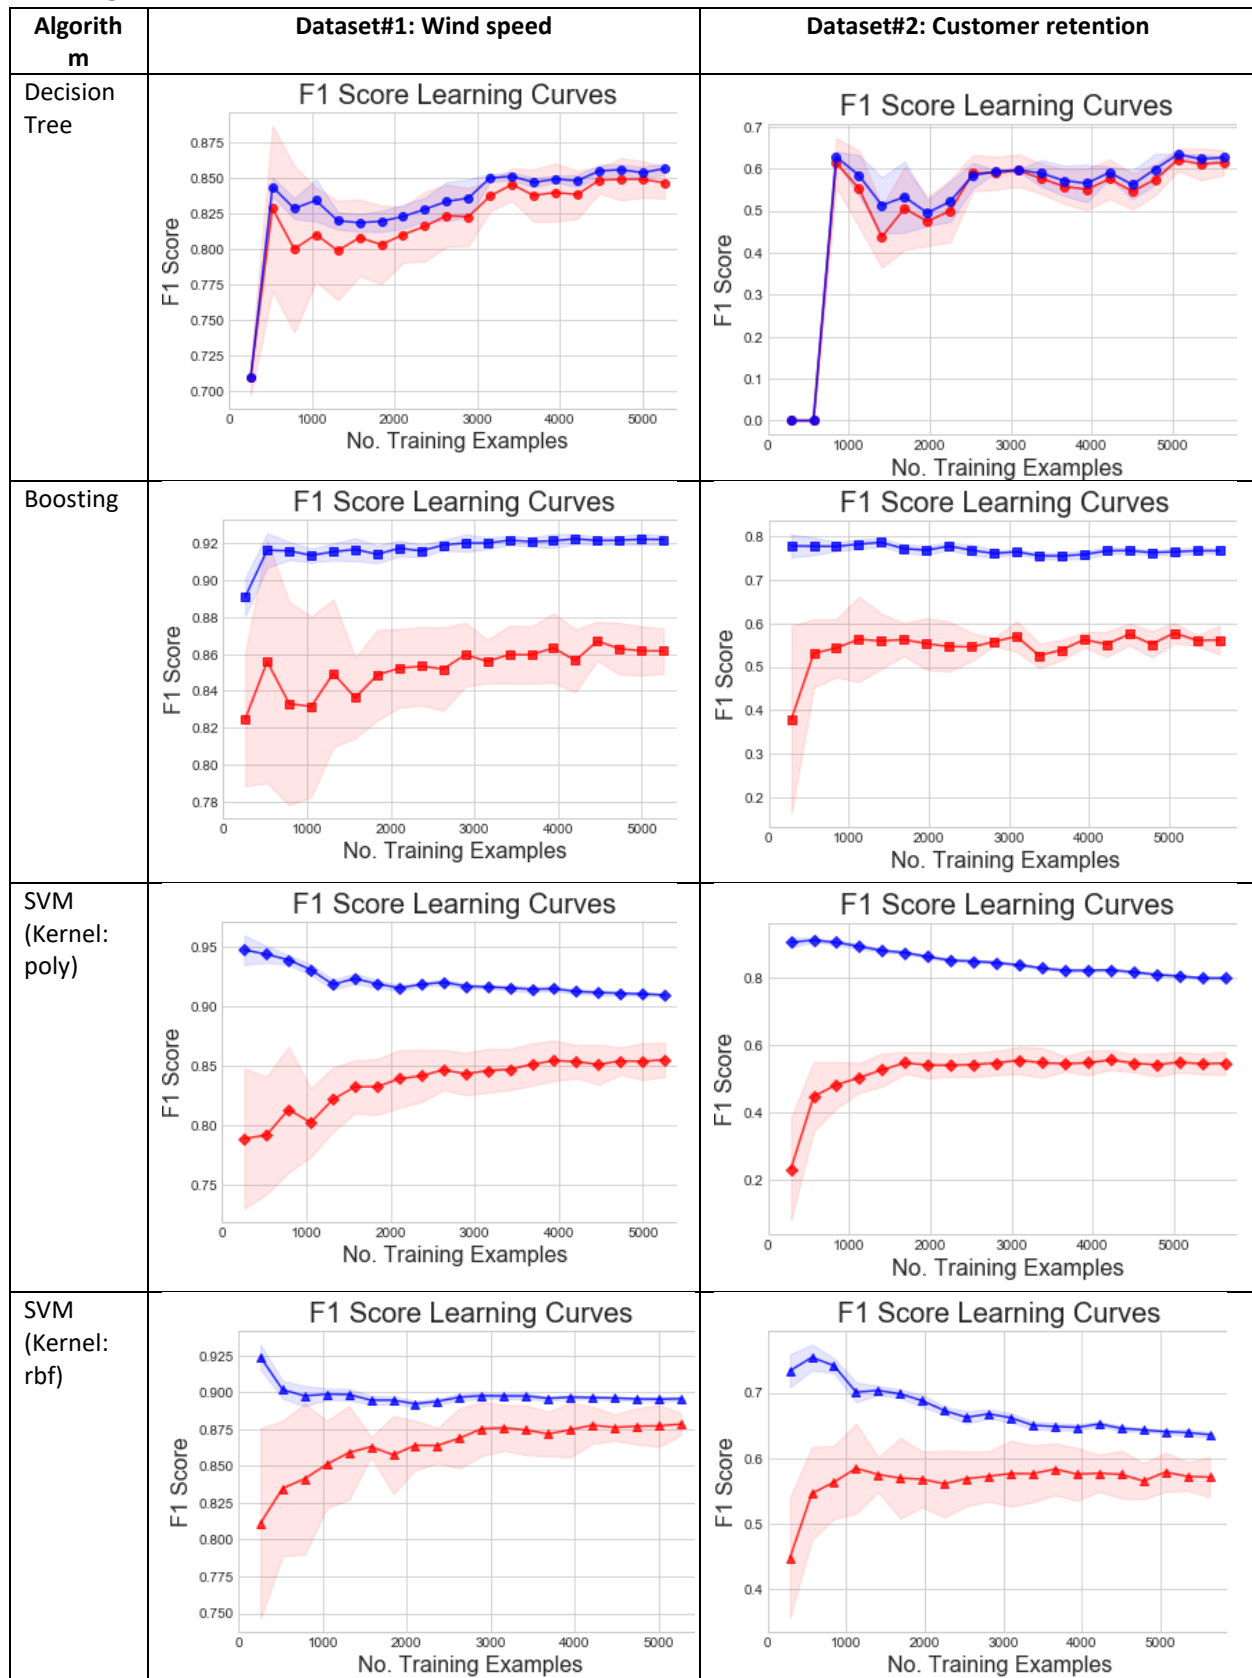 Algorith
m
Dataset#1: Wind speed
Dataset#2: Customer retention
Decision
Tree
F1 Score Learning Curves
0.875
0.850
0.825
0.800
0.775
0.750
0.725
0.700
F1 Score
0
1000
2000
3000
4000
5000
No. Training Examples
F1 Score Learning Curves
0.7
0.6
0.5
0.4
0.3
0.2
0.1
0.0
F1 Score
0
1000
2000
3000
4000
5000
No. Training Examples
Boosting
F1 Score Learning Curves
0.92
0.90
0.88
0.86
0.84
0.82
0.80
0.78
F1 Score
0
1000
2000
3000
4000
5000
No. Training Examples
F1 Score Learning Curves
0.8
0.7
0.6
0.5
0.4
0.3
0.2
F1 Score
0
1000
2000
3000
4000
5000
No. Training Examples
SVM
(Kernel:
poly)
F1 Score Learning Curves
0.95
0.90
0.85
0.80
0.75
F1 Score
0
1000
2000
3000
4000
5000
No. Training Examples
F1 Score Learning Curves
0.8
0.6
0.4
0.2
F1 Score
0
1000
2000
3000
4000
5000
No. Training Examples
SVM
(Kernel:
rbf)
F1 Score Learning Curves
0.925
0.900
0.875
0.850
0.825
0.800
0.775
0.750
F1 Score
0
1000
2000
3000
4000
5000
No. Training Examples
F1 Score Learning Curves
0.7
0.6
0.5
0.4
F1 Score
0
1000
2000
3000
4000
5000
No. Training Examples